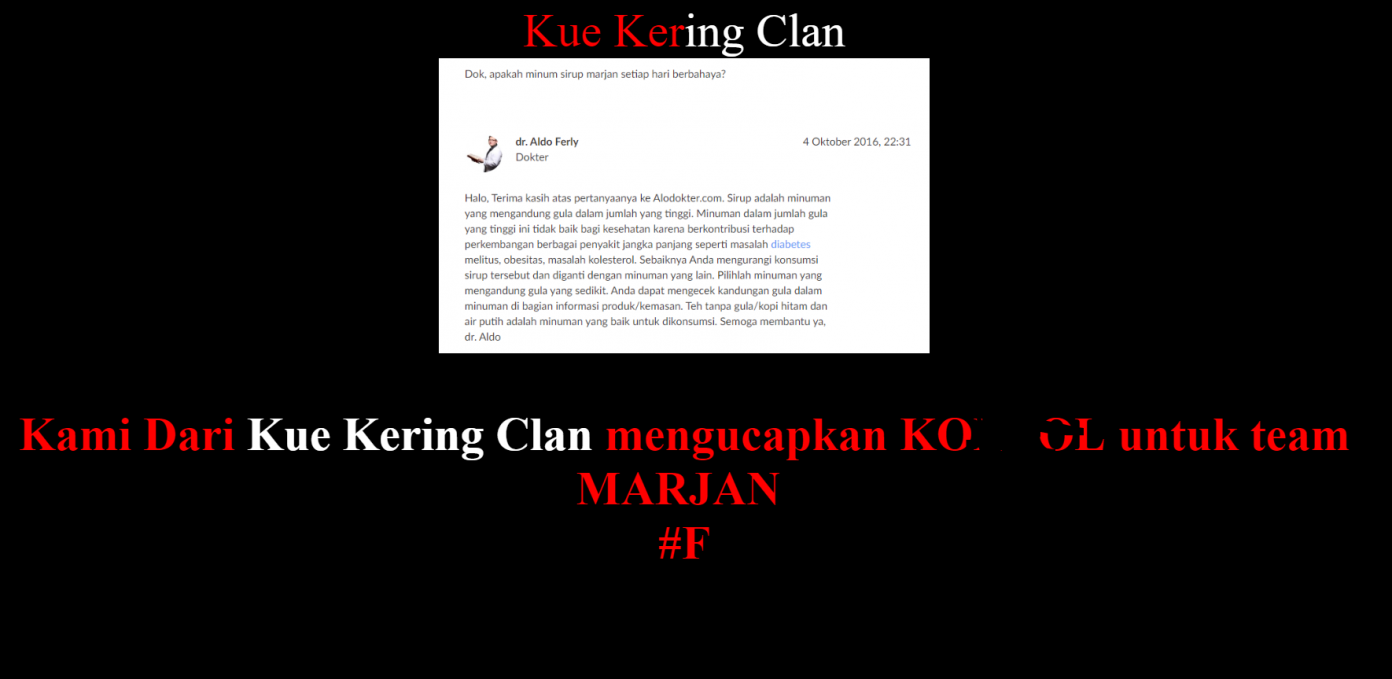 Kue Kering Clan
Dok, apakah minum sirup marjan setiap hari berbahaya?
dr. Aldo Ferly
4 Oktober 2016, 22:31
Dokter
Halo, Terima kasih atas pertanyaanya ke Alodokter.com. Sirup adalah minuman
yang mengandung gula dalam jumlah yang tinggi. Minuman dalam jumlah gula
yang tinggi ini tidak baik bagi kesehatan karena berkontribusi terhadap
perkembangan berbagai penyakit jangka panjang seperti masalah diabetes
melitus, obesitas, masalah kolesterol. Sebaiknya Anda mengurangi konsumsi
sirup tersebut dan diganti dengan minuman yang lain. Pilihlah minuman yang
mengandung gula yang sedikit. Anda dapat mengecek kandungan gula dalam
minuman di bagian informasi produk/kemasan. Teh tanpa gula/kopi hitam dan
air putih adalah minuman yang baik untuk dikonsumsi. Semoga membantu ya,
dr. Aldo
Kami Dari Kue Kering Clan mengucapkan untuk team
MARJAN
#F